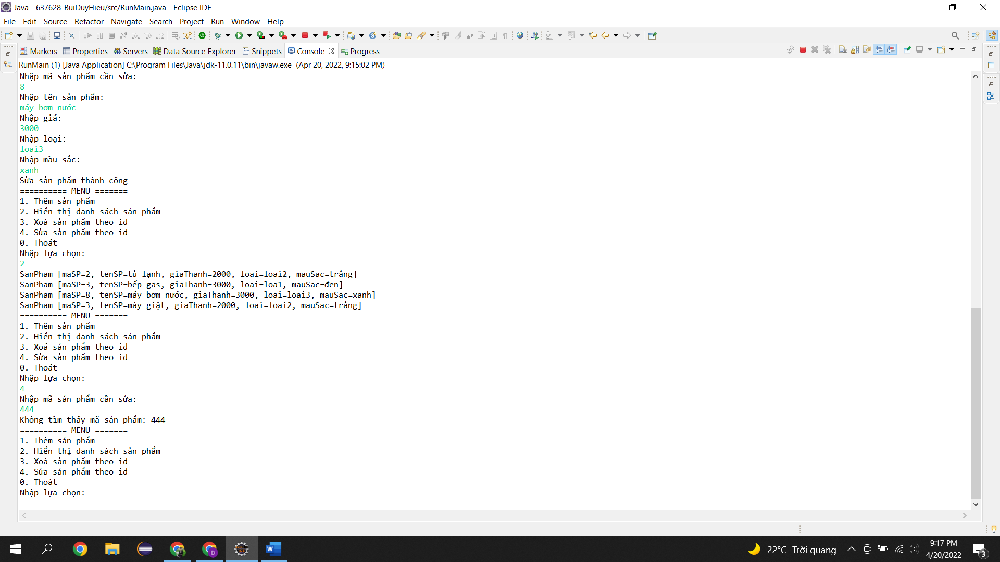 Java - 637628_BuiDuyHieu/src/RunMain.java - Eclipse IDE
File Edit Source Refactor Navigate Search Project Run Window Help
Markers Properties Servers Data Source Explorer Snippets Console Progress
RunMain (1) [Java Application] C:\Program Files\Java\jdk-11.0.11\bin\javaw.exe (Apr 20, 2022, 9:15:02 PM)
Nhập mã sản phẩm cần sửa:
8
Nhập tên sản phẩm:
máy bơm nước
Nhập giá:
3000
Nhập loại:
loai3
Nhập màu sắc:
xanh
Sửa sản phẩm thành công
========== MENU =======
1. Thêm sản phẩm
2. Hiển thị danh sách sản phẩm
3. Xoá sản phẩm theo id
4. Sửa sản phẩm theo id
0. Thoát
Nhập lựa chọn:
2
SanPham [maSP=2, tenSP=tủ lạnh, giaThanh=2000, loai=loai2, mauSac=trắng]
SanPham [maSP=3, tenSP=bếp gas, giaThanh=3000, loai=loa1, mauSac=đen]
SanPham [maSP=8, tenSP=máy bơm nước, giaThanh=3000, loai=loai3, mauSac=xanh]
SanPham [maSP=3, tenSP=máy giặt, giaThanh=2000, loai=loai2, mauSac=trắng]
========== MENU =======
1. Thêm sản phẩm
2. Hiển thị danh sách sản phẩm
3. Xoá sản phẩm theo id
4. Sửa sản phẩm theo id
0. Thoát
Nhập lựa chọn:
4
Nhập mã sản phẩm cần sửa:
444
Không tìm thấy mã sản phẩm: 444
========== MENU =======
1. Thêm sản phẩm
2. Hiển thị danh sách sản phẩm
3. Xoá sản phẩm theo id
4. Sửa sản phẩm theo id
0. Thoát
Nhập lựa chọn:
22°C Trời quang
9:17 PM
4/20/2022
3